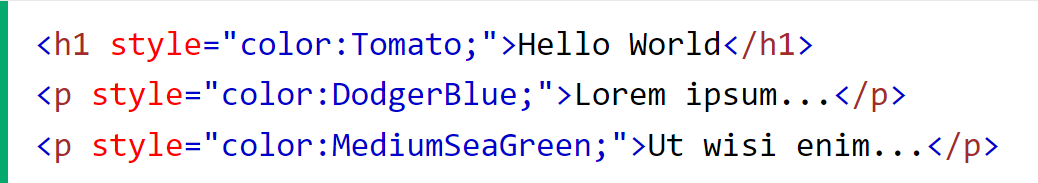 <h1 style="color:Tomato;">Hello World</h1>
<p style="color:DodgerBlue;">Lorem ipsum...</p>
<p style="color:MediumSeaGreen;">Ut wisi enim...</p>